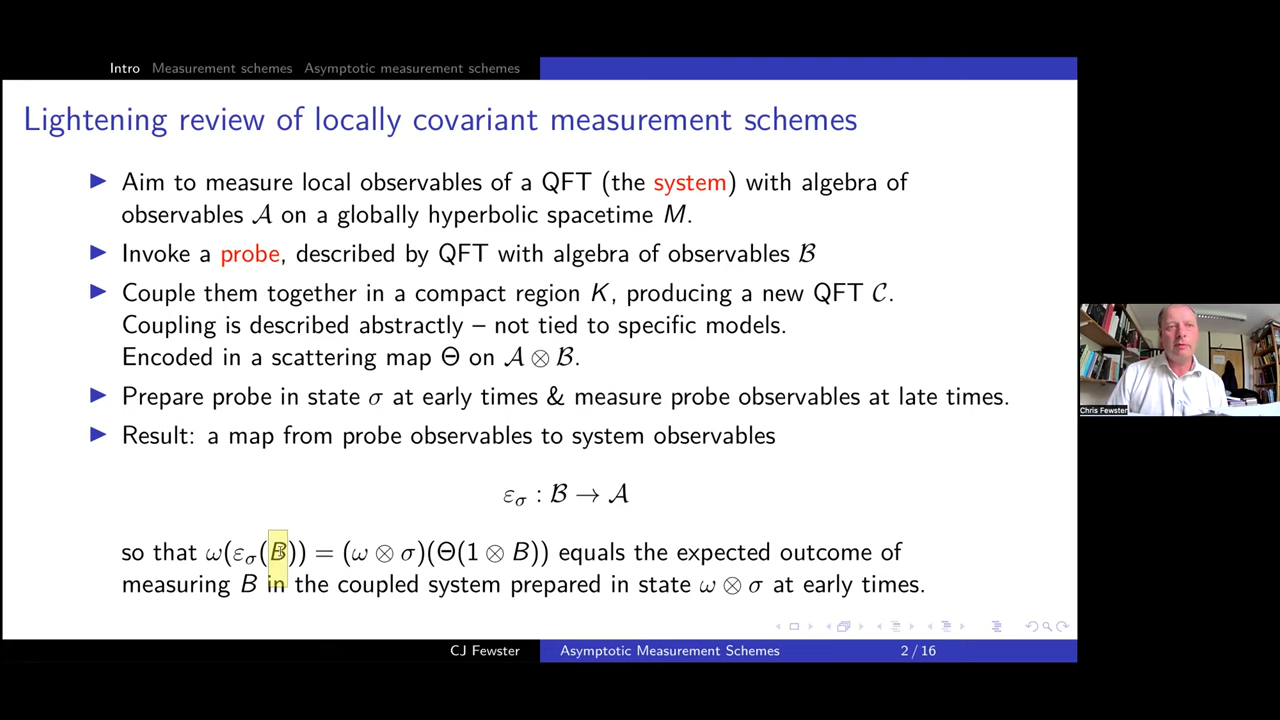 Intro Measurement schemes Asymptotic measurement schemes
Lightening review of locally covariant measurement schemes
▶ Aim to measure local observables of a QFT (the system) with algebra of
observables 𝒜 on a globally hyperbolic spacetime M.
▶ Invoke a probe, described by QFT with algebra of observables ℬ
▶ Couple them together in a compact region K, producing a new QFT 𝒞.
Coupling is described abstractly – not tied to specific models.
Encoded in a scattering map Θ on 𝒜 ⊗ ℬ.
▶ Prepare probe in state σ at early times & measure probe observables at late times.
▶ Result: a map from probe observables to system observables
ε_σ : ℬ → 𝒜
so that ω(ε_σ(B)) = (ω ⊗ σ)(Θ(1 ⊗ B)) equals the expected outcome of
measuring B in the coupled system prepared in state ω ⊗ σ at early times.
Chris Fewster
CJ Fewster Asymptotic Measurement Schemes 2 / 16